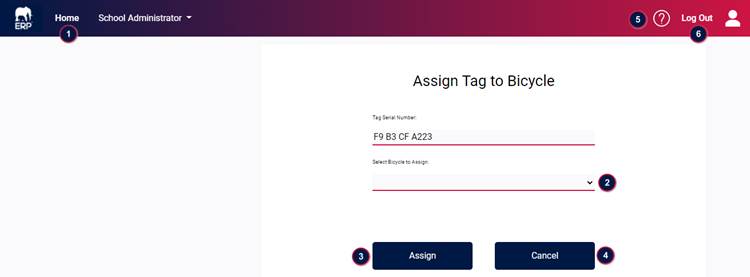 ERP
Home
School Administrator
5
?
Log Out
1
6
Assign Tag to Bicycle
Tag Serial Number:
F9 B3 CF A223
Select Bicycle to Assign:
2
3
Assign
Cancel
4